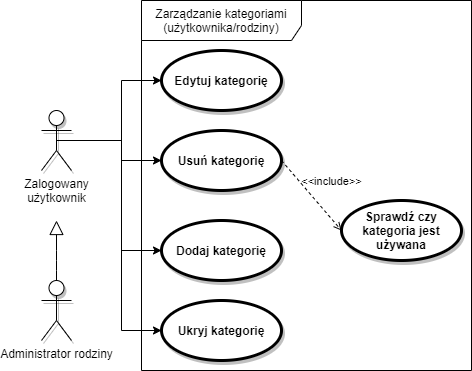 Zarządzanie kategoriami
(użytkownika/rodziny)
Edytuj kategorię
Usuń kategorię
<<include>>
Zalogowany
użytkownik
Sprawdź czy
kategoria jest
używana
Dodaj kategorię
Ukryj kategorię
Administrator rodziny